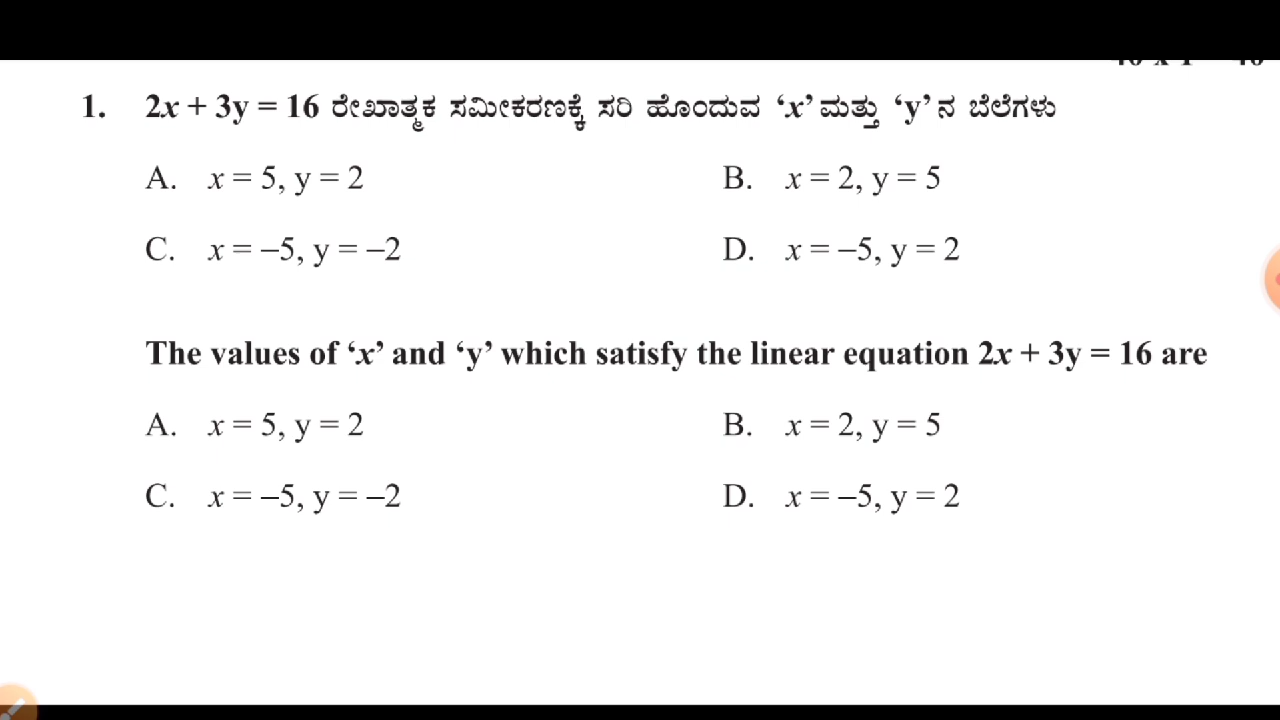 1. 2x + 3y = 16 ರೇಖಾತ್ಮಕ ಸಮೀಕರಣಕ್ಕೆ ಸರಿ ಹೊಂದುವ ‘x’ ಮತ್ತು ‘y’ ನ ಬೆಲೆಗಳು
A. x = 5, y = 2 B. x = 2, y = 5
C. x = –5, y = –2 D. x = –5, y = 2
The values of ‘x’ and ‘y’ which satisfy the linear equation 2x + 3y = 16 are
A. x = 5, y = 2 B. x = 2, y = 5
C. x = –5, y = –2 D. x = –5, y = 2